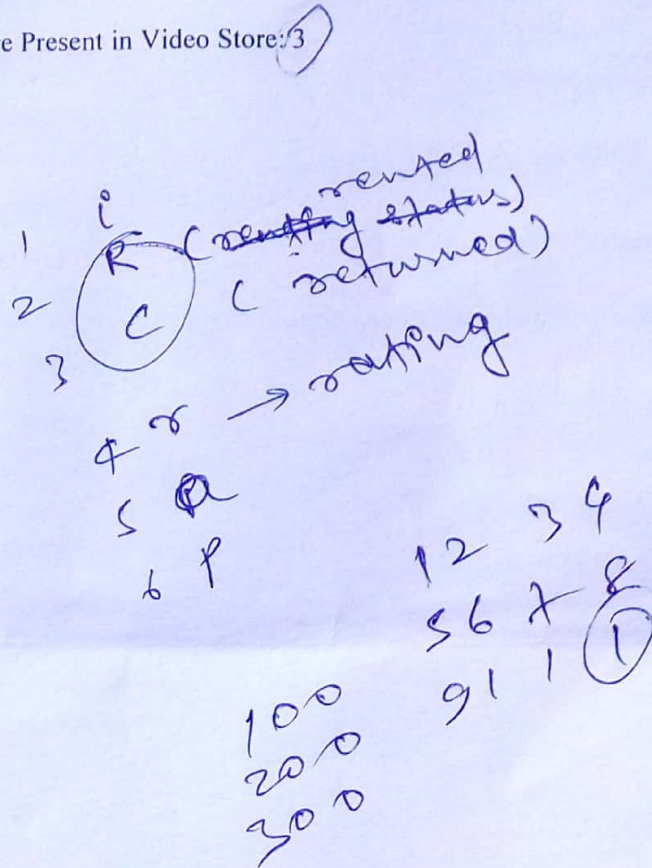 e Present in Video Store:/3
rented
1 i (renting status)
2 R ( returned)
3 C
4 r → rating
5 a
6 P
1 2 3 4
5 6 7 8
9 1 1 1
100
200
300